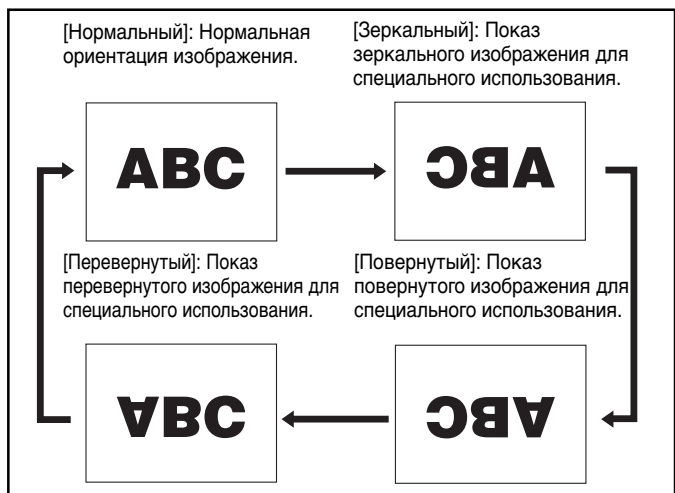 [Нормальный]: Нормальная
ориентация изображения.
[Зеркальный]: Показ
зеркального изображения для
специального использования.
ABC
ABC
[Перевернутый]: Показ
перевернутого изображения для
специального использования.
[Повернутый]: Показ
повернутого изображения для
специального использования.
ABC
ABC